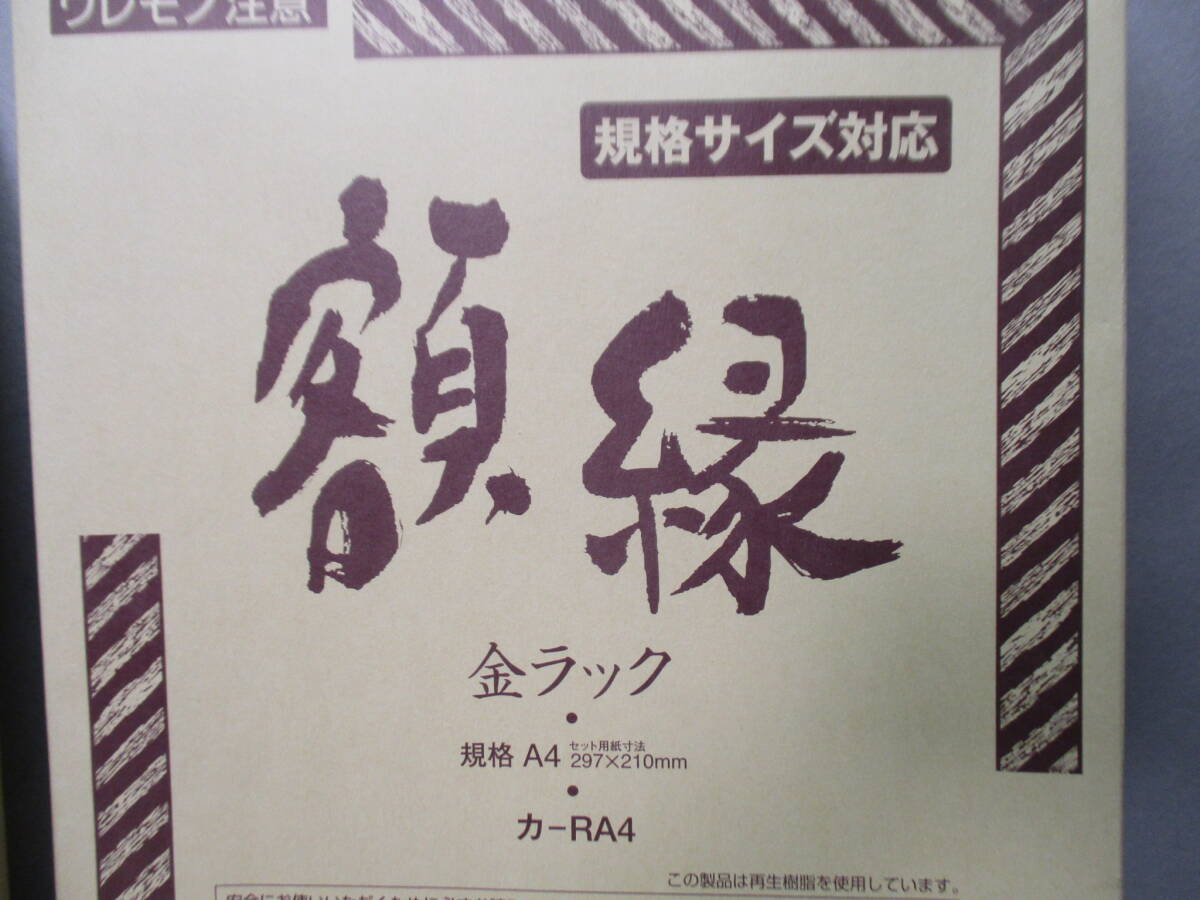 ワレモノ注意
規格サイズ対応
額縁
金ラック
・
規格 A4 セット用紙寸法 297×210mm
・
カ-RA4
この製品は再生樹脂を使用しています。